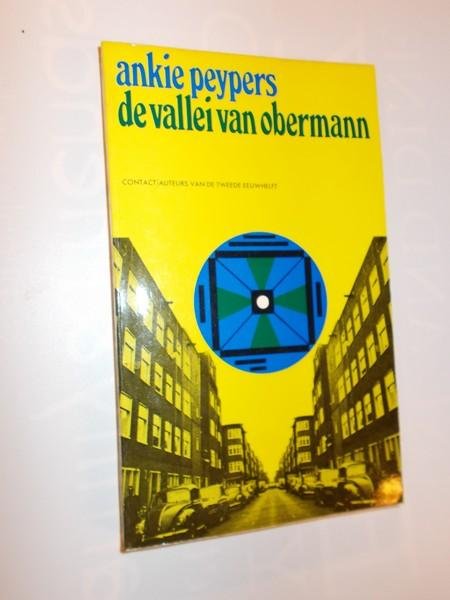 ankie peypers
de vallei van obermann
CONTACT/AUTEURS VAN DE TWEEDE EEUWHELFT